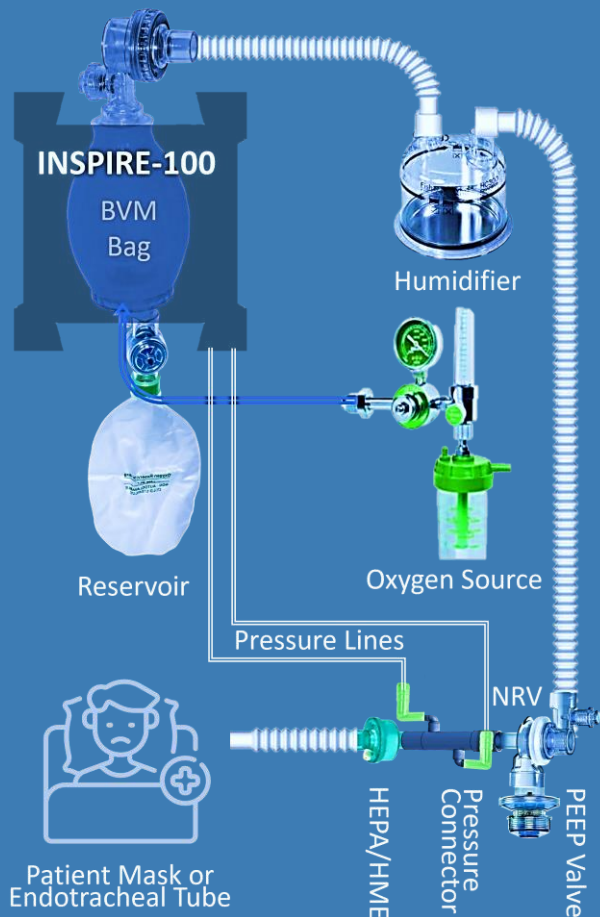 INSPIRE-100
BVM
Bag
Humidifier
Reservoir
Oxygen Source
Pressure Lines
NRV
HEPA/HME
Pressure
Connector
PEEP Valve
Patient Mask or
Endotracheal Tube